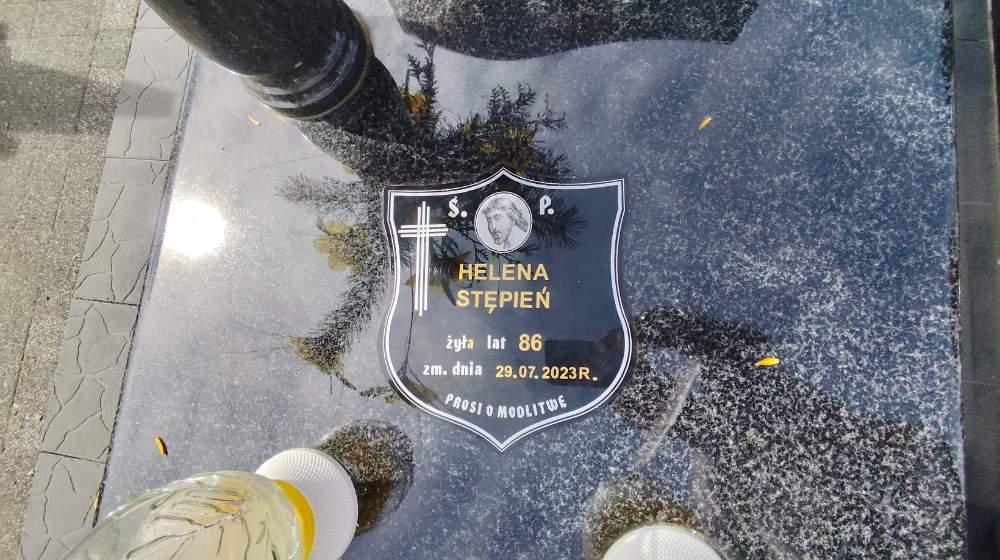 Ś. P.
HELENA
STĘPIEŃ
żyła lat 86
zm. dnia 29.07.2023R.
PROSI O MODLITWĘ